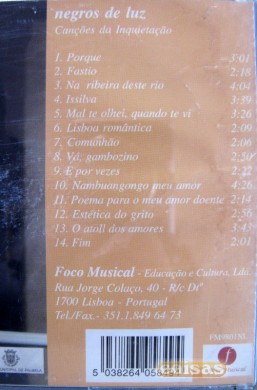 negros de luz
Canções da Inquietação
1. Porque 3:01
2. Fastio 2:18
3. Na ribeira deste rio 4:04
4. Issilva 3:39
5. Mal te olhei, quando te vi 3:26
6. Lisboa romântica 2:09
7. Comunhão 2:06
8. Vá, gambozino 2:50
9. E por vezes 2:22
10. Nambuangongo meu amor 4:26
11. Poema para o meu amor doente 2:14
12. Estética do grito
13. O atoll dos amores
14. Fim 2:01
Foco Musical - Educação e Cultura, Lda
Rua Jorge Colaço, 40 - R/c Dtº
1700 Lisboa - Portugal
Tel./Fax.- 351.1.849 64 73
coisas
5 038264